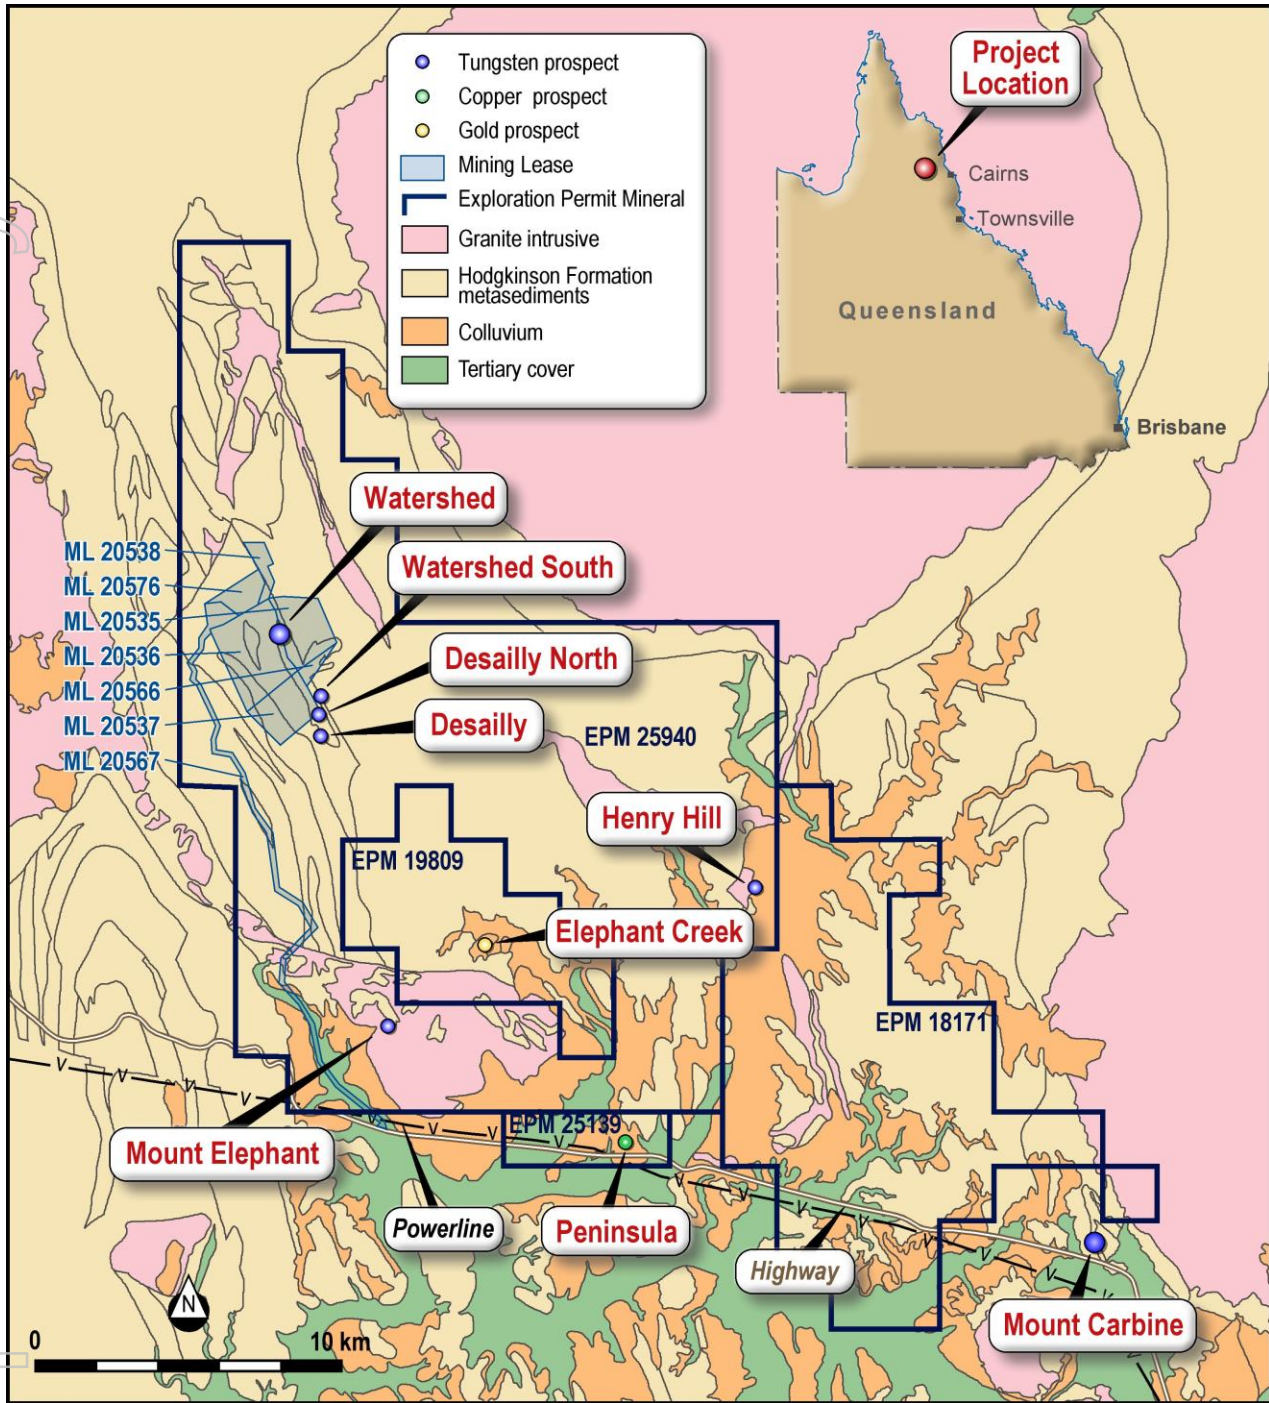 Tungsten prospect
Copper prospect
Gold prospect
Mining Lease
Exploration Permit Mineral
Granite intrusive
Hodgkinson Formation
metasediments
Colluvium
Tertiary cover
Project
Location
Cairns
Townsville
Queensland
Brisbane
Watershed
Watershed South
Desailly North
Desailly
ML 20538
ML 20576
ML 20535
ML 20536
ML 20566
ML 20537
ML 20567
EPM 25940
Henry Hill
EPM 19809
Elephant Creek
EPM 18171
EPM 25139
Mount Elephant
Powerline
Peninsula
Highway
Mount Carbine
N
0 10 km
V V V V V V V V V V V V V V V